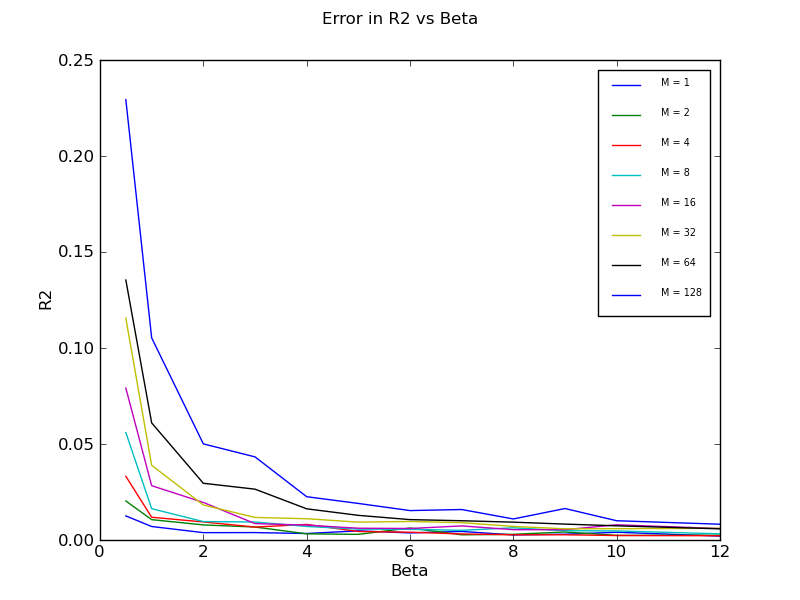 Error in R2 vs Beta
0.25
0.20
0.15
0.10
0.05
0.00
R2
M = 1
M = 2
M = 4
M = 8
M = 16
M = 32
M = 64
M = 128
0 2 4 6 8 10 12
Beta